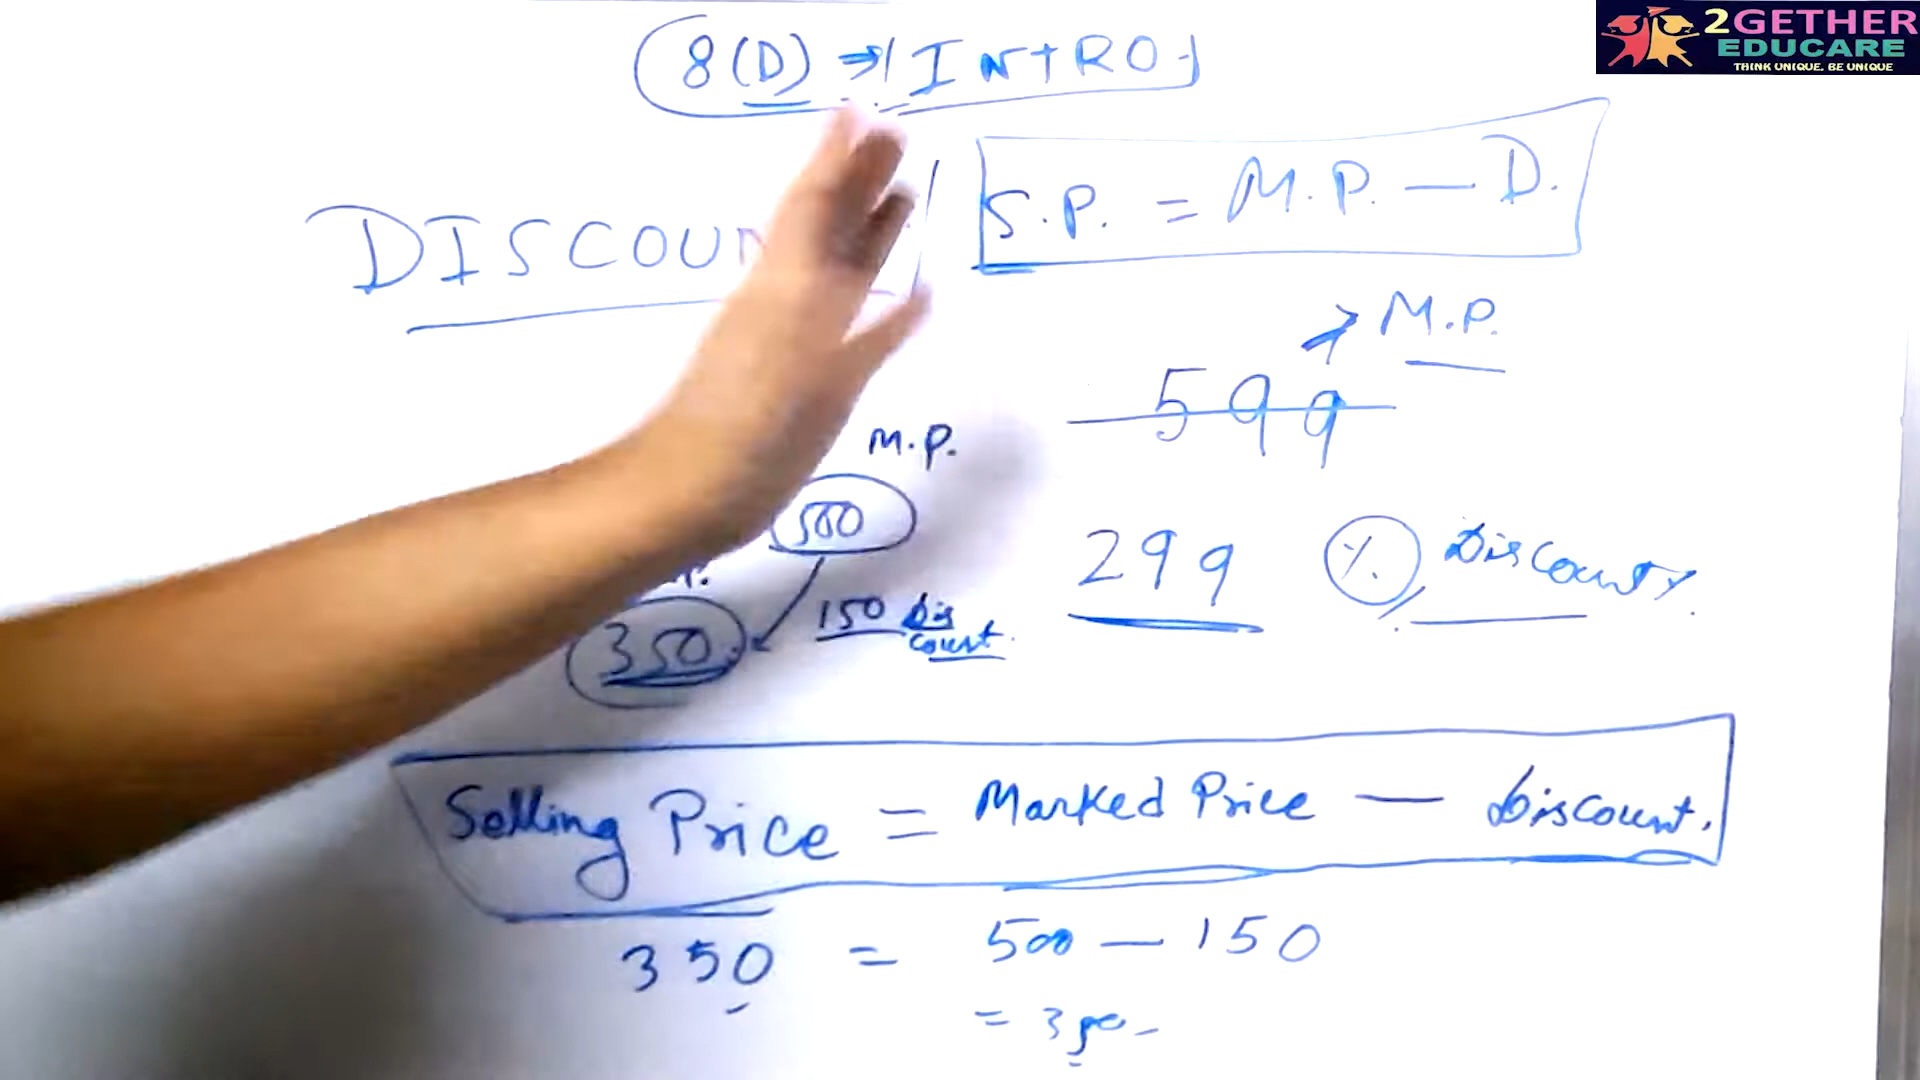 8 (D) ⇒ INTRO
2GETHER
EDUCARE
THINK UNIQUE. BE UNIQUE
DISCOUN
S.P. = M.P. — D.
M.P.
599
M.P.
500
299 % Discount
150 Discount.
350
Selling Price = Marked Price — Discount.
350 = 500 — 150
= 350